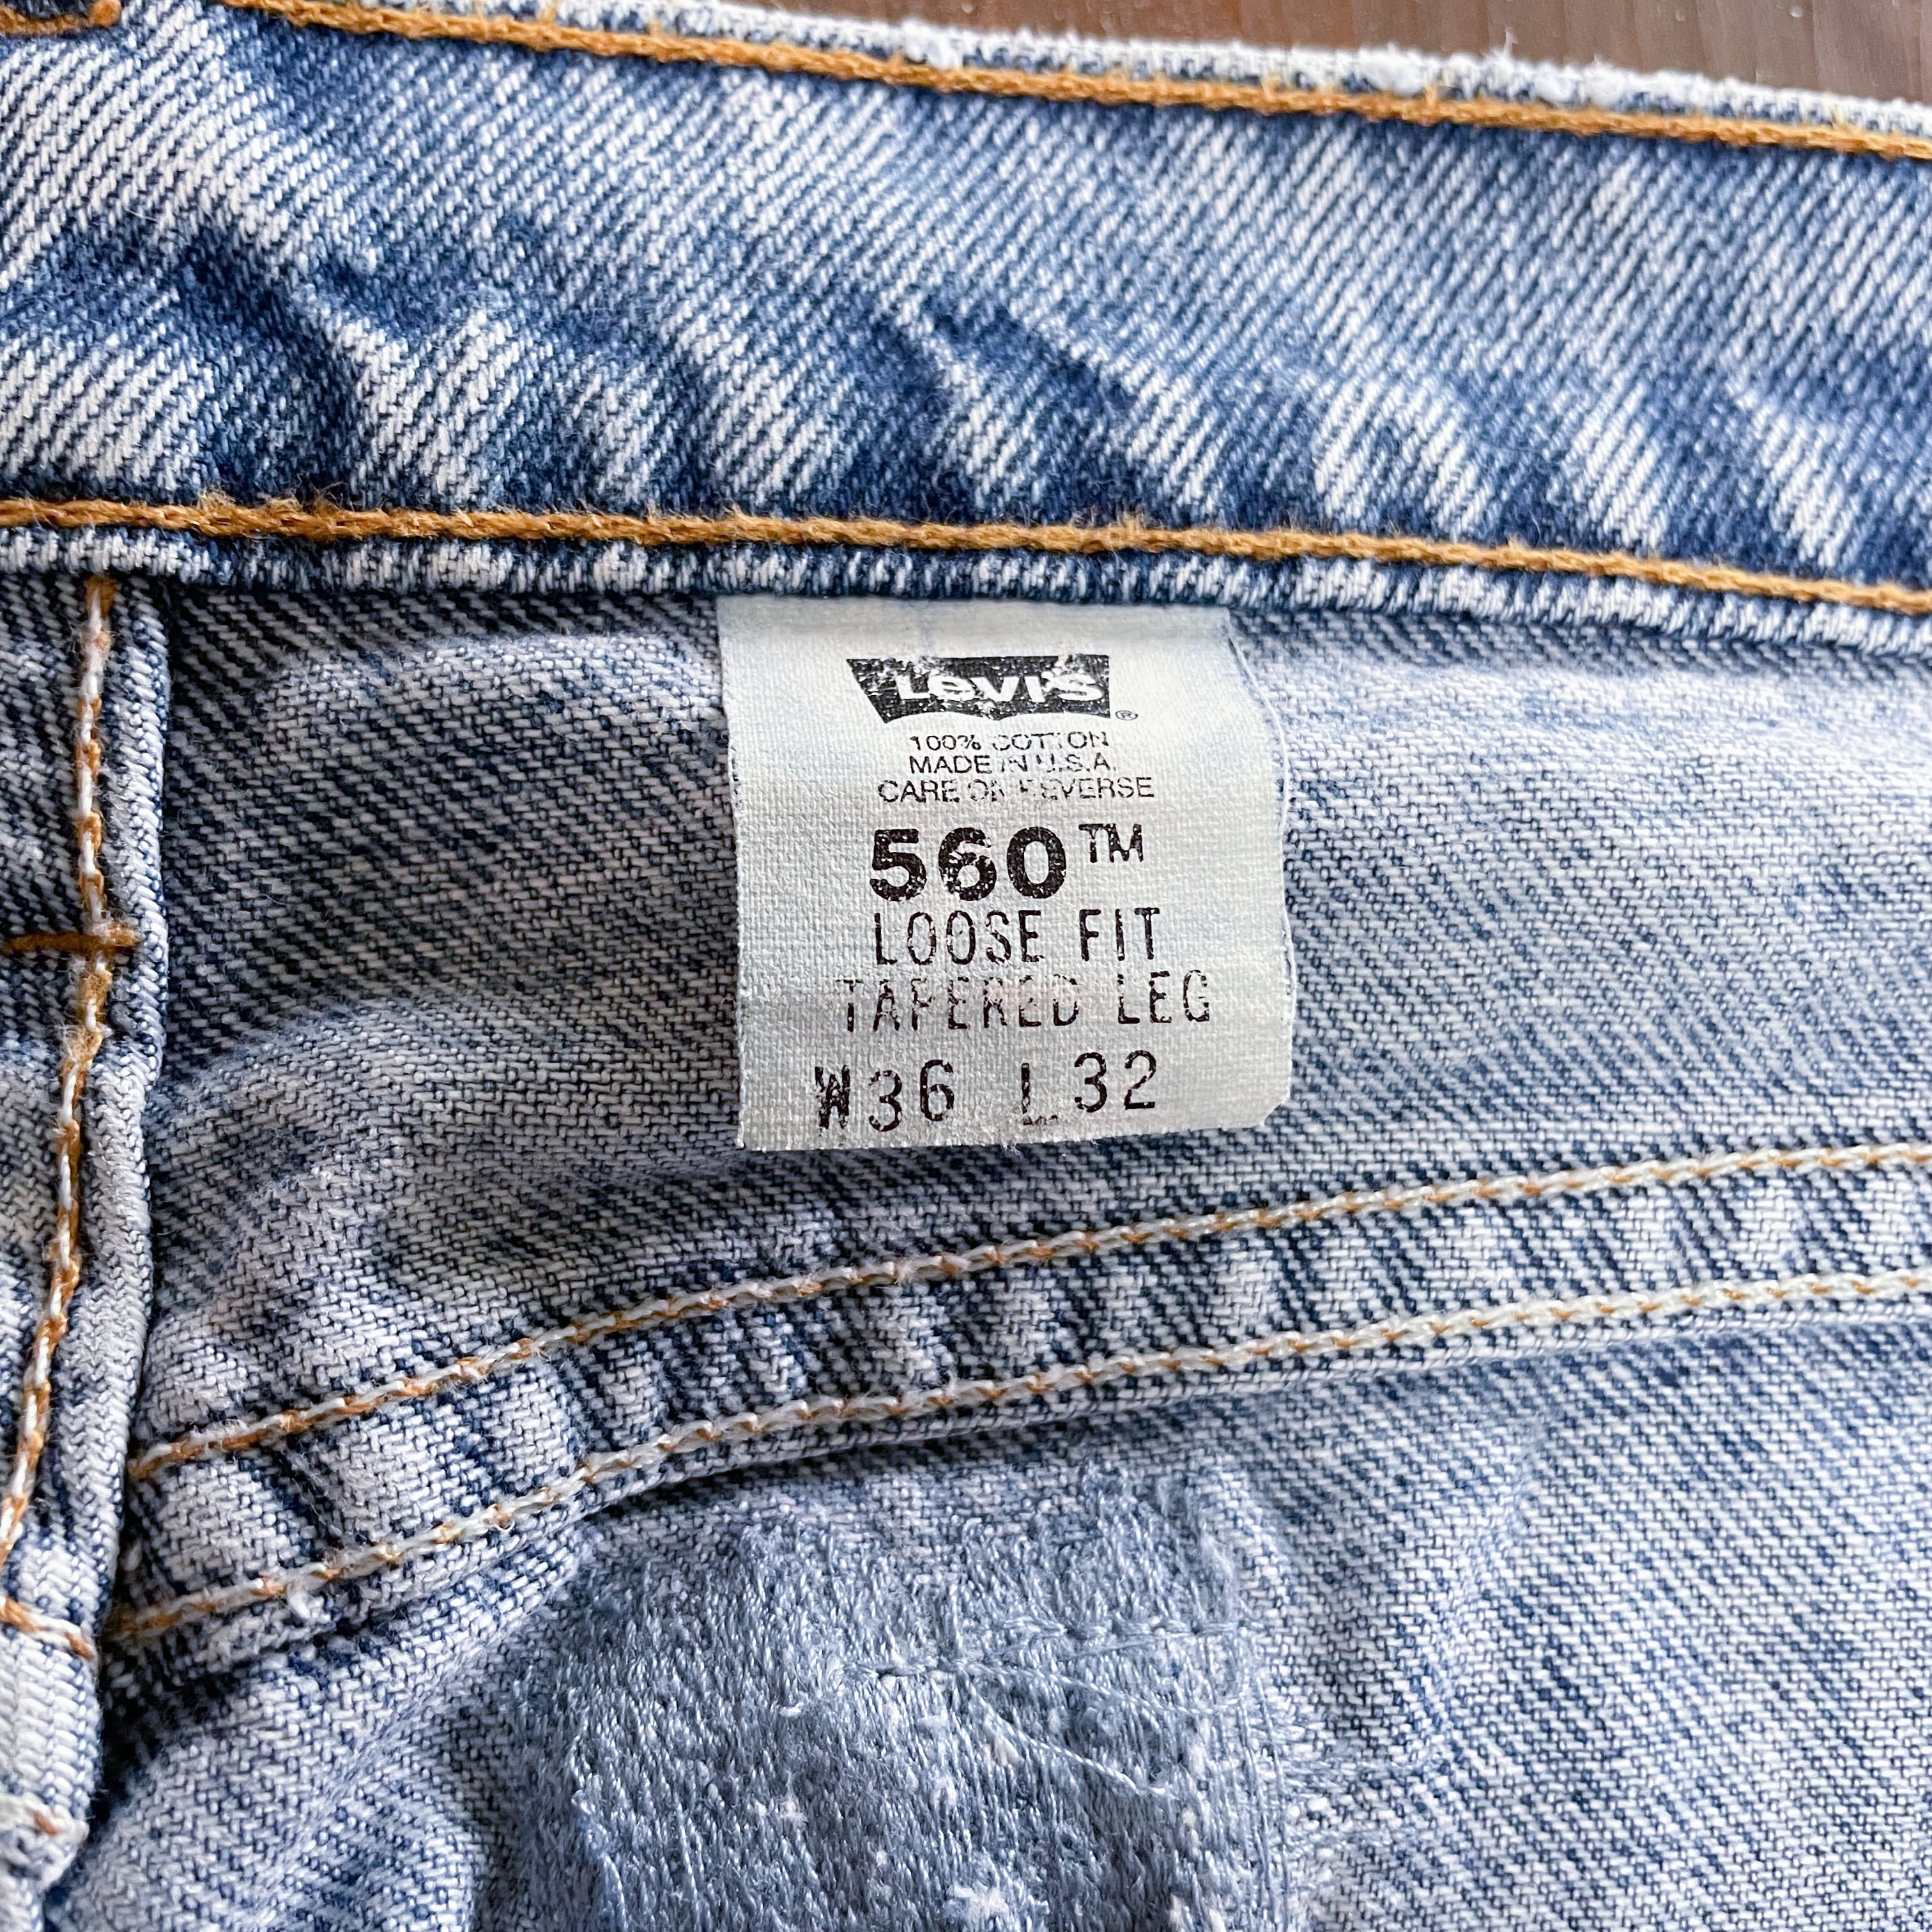 Levi's®
100% COTTON
MADE IN U.S.A.
CARE ON REVERSE
560™
LOOSE FIT
TAPERED LEG
W36 L32